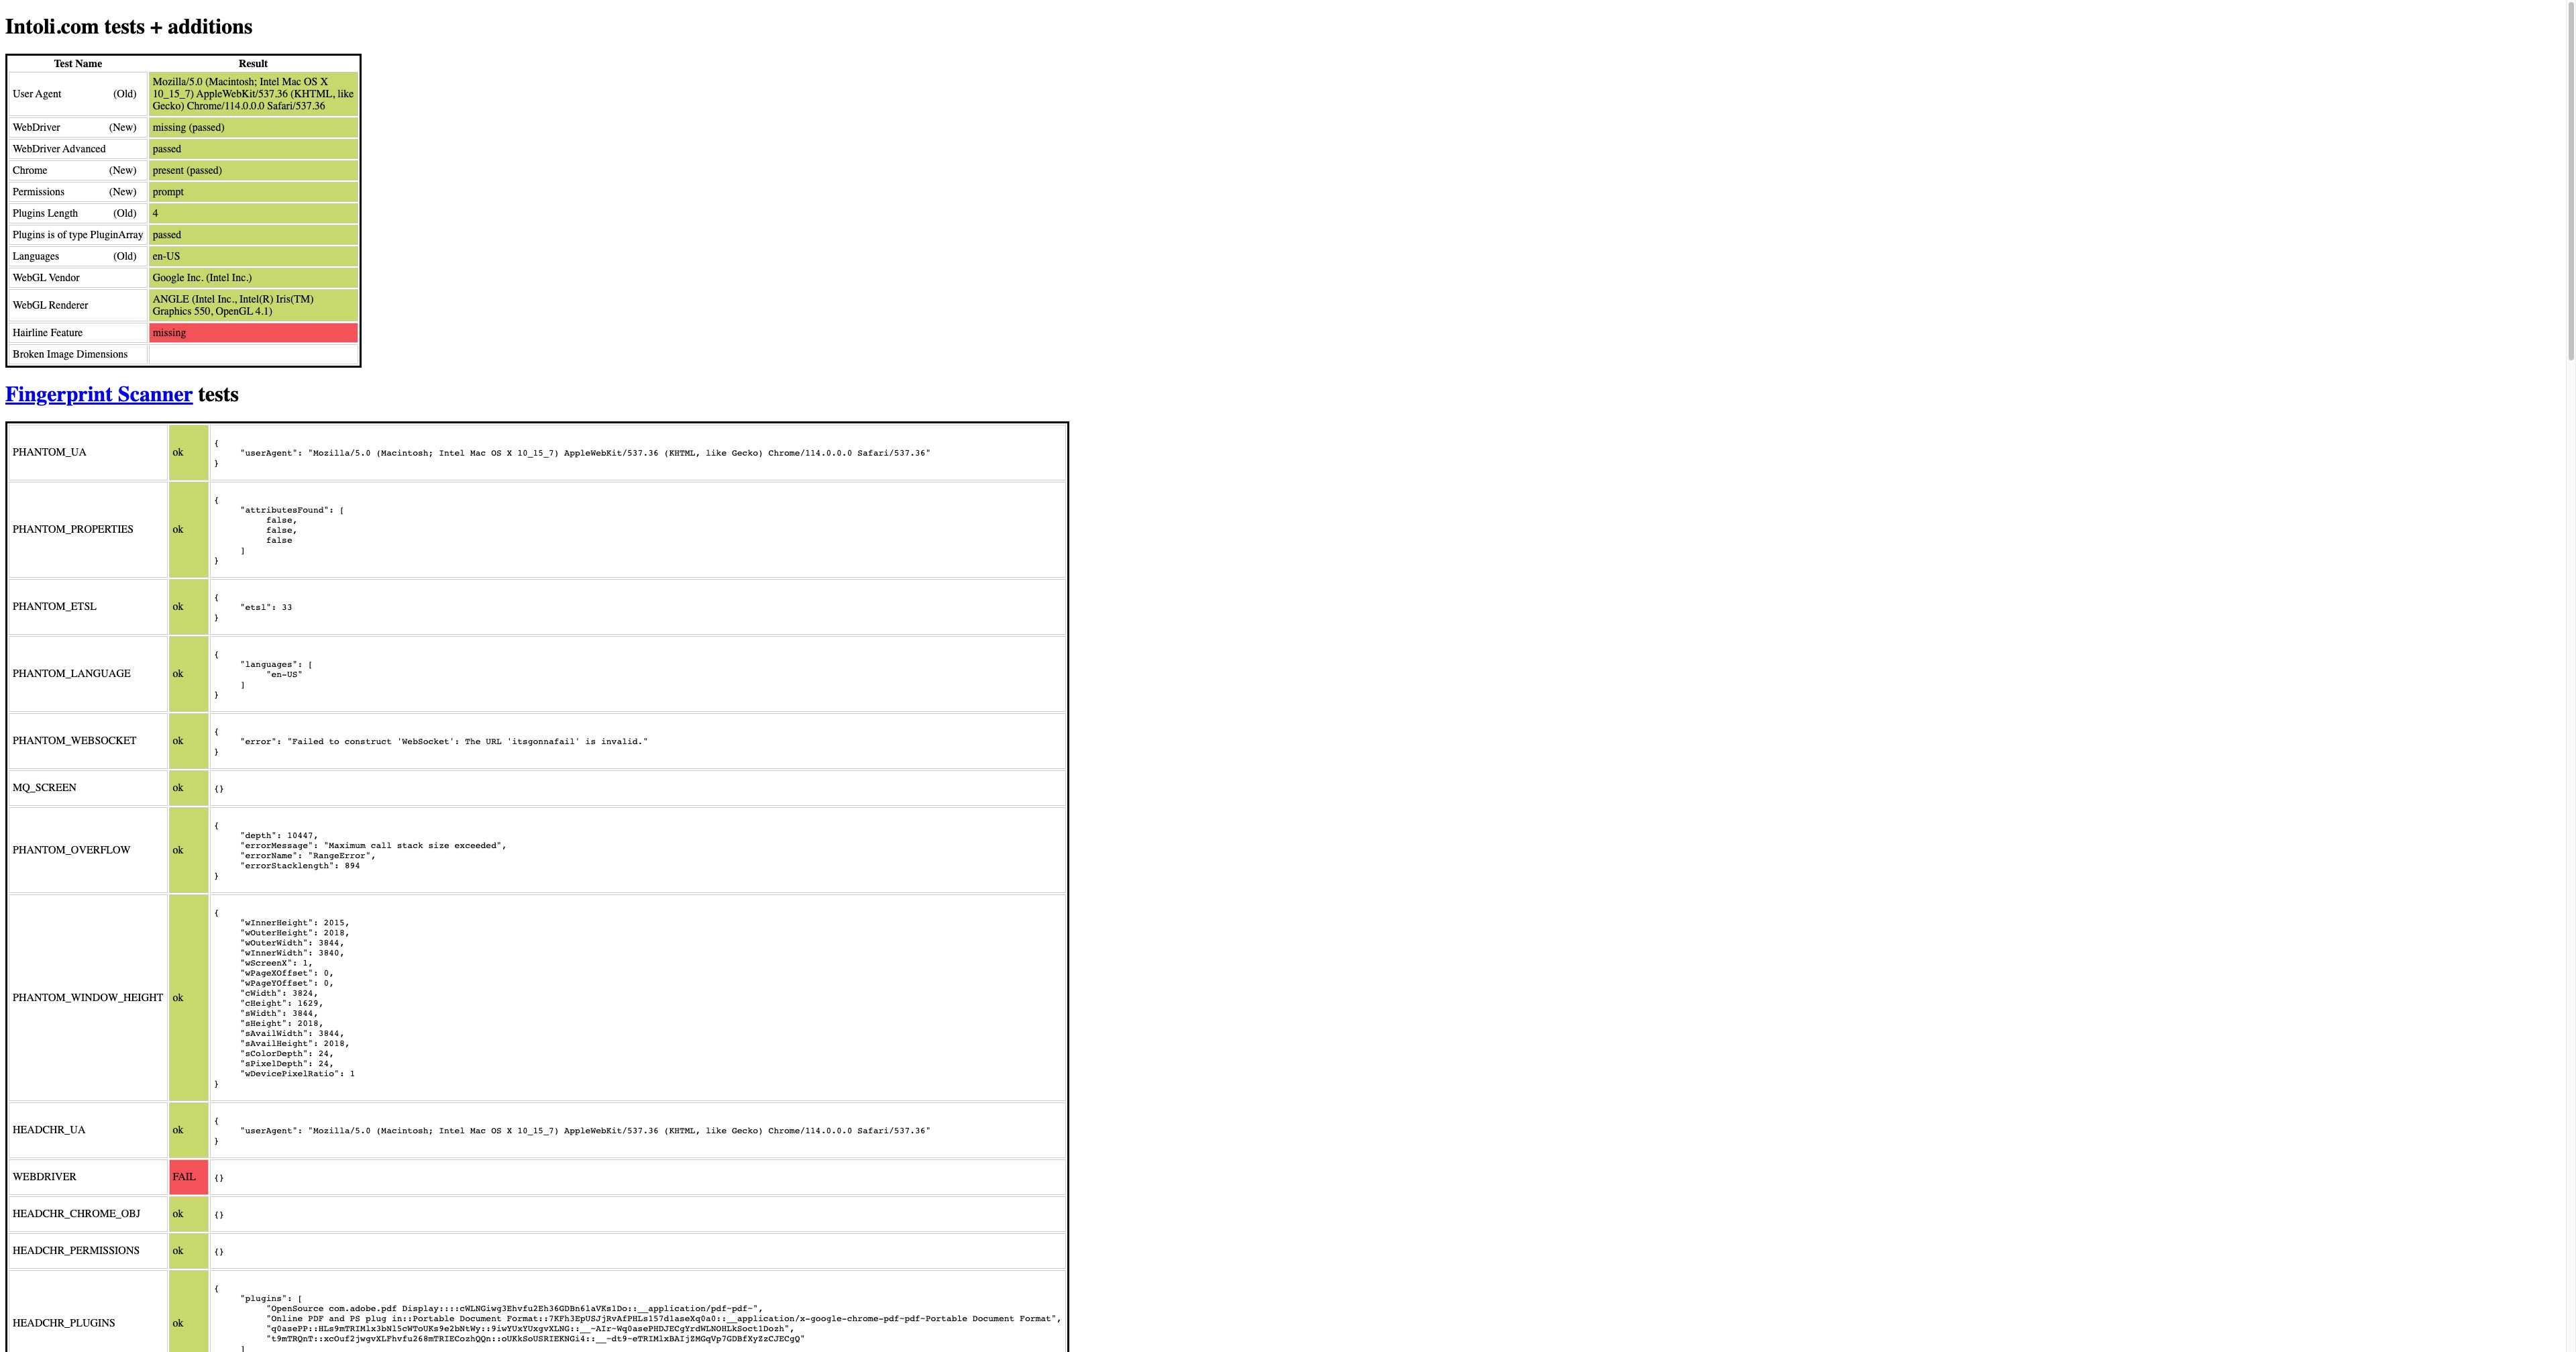 Intoli.com tests + additions
Test Name Result
User Agent (Old) Mozilla/5.0 (Macintosh; Intel Mac OS X
10_15_7) AppleWebKit/537.36 (KHTML, like
Gecko) Chrome/114.0.0.0 Safari/537.36
WebDriver (New) missing (passed)
WebDriver Advanced passed
Chrome (New) present (passed)
Permissions (New) prompt
Plugins Length (Old) 4
Plugins is of type PluginArray passed
Languages (Old) en-US
WebGL Vendor Google Inc. (Intel Inc.)
WebGL Renderer ANGLE (Intel Inc., Intel(R) Iris(TM)
Graphics 550, OpenGL 4.1)
Hairline Feature missing
Broken Image Dimensions
Fingerprint Scanner tests
PHANTOM_UA ok {
"userAgent": "Mozilla/5.0 (Macintosh; Intel Mac OS X 10_15_7) AppleWebKit/537.36 (KHTML, like Gecko) Chrome/114.0.0.0 Safari/537.36"
}
PHANTOM_PROPERTIES ok {
"attributesFound": [
false,
false,
false
]
}
PHANTOM_ETSL ok {
"etsl": 33
}
PHANTOM_LANGUAGE ok {
"languages": [
"en-US"
]
}
PHANTOM_WEBSOCKET ok {
"error": "Failed to construct 'WebSocket': The URL 'itsgonnafail' is invalid."
}
MQ_SCREEN ok {}
PHANTOM_OVERFLOW ok {
"depth": 10447,
"errorMessage": "Maximum call stack size exceeded",
"errorName": "RangeError",
"errorStacklength": 894
}
PHANTOM_WINDOW_HEIGHT ok {
"wInnerHeight": 2015,
"wOuterHeight": 2018,
"wOuterWidth": 3844,
"wInnerWidth": 3840,
"wScreenX": 1,
"wPageXOffset": 0,
"wPageYOffset": 0,
"cWidth": 3824,
"cHeight": 1629,
"sWidth": 3844,
"sHeight": 2018,
"sAvailWidth": 3844,
"sAvailHeight": 2018,
"sColorDepth": 24,
"sPixelDepth": 24,
"wDevicePixelRatio": 1
}
HEADCHR_UA ok {
"userAgent": "Mozilla/5.0 (Macintosh; Intel Mac OS X 10_15_7) AppleWebKit/537.36 (KHTML, like Gecko) Chrome/114.0.0.0 Safari/537.36"
}
WEBDRIVER FAIL {}
HEADCHR_CHROME_OBJ ok {}
HEADCHR_PERMISSIONS ok {}
HEADCHR_PLUGINS ok {
"plugins": [
"OpenSource com.adobe.pdf Display::::cWLNGiwg3Ehvfu2Eh36GDBn6laVKs1Do::__application/pdf-pdf-",
"Online PDF and PS plug in::Portable Document Format::7KFh3EpUSJjRvAfPHLs157dlaseXq0a0::__application/x-google-chrome-pdf-pdf-Portable Document Format",
"q0asePP::HLs9mTRIMlx3bNl5cWToUKs9e2bNtWy::9iwYUxYUxgvXLNG::__-AIr-Wq0asePHDJECgYrdWLNOHLkSoct1Dozh",
"t9mTRQnT::xcOuf2jwgvXLFhvfu268mTRIECozhQQn::oUKkSoUSRIEKNGi4::__-dt9-eTRIMlxBAIjZMGqVp7GDBfXyZzCJECgQ"
]